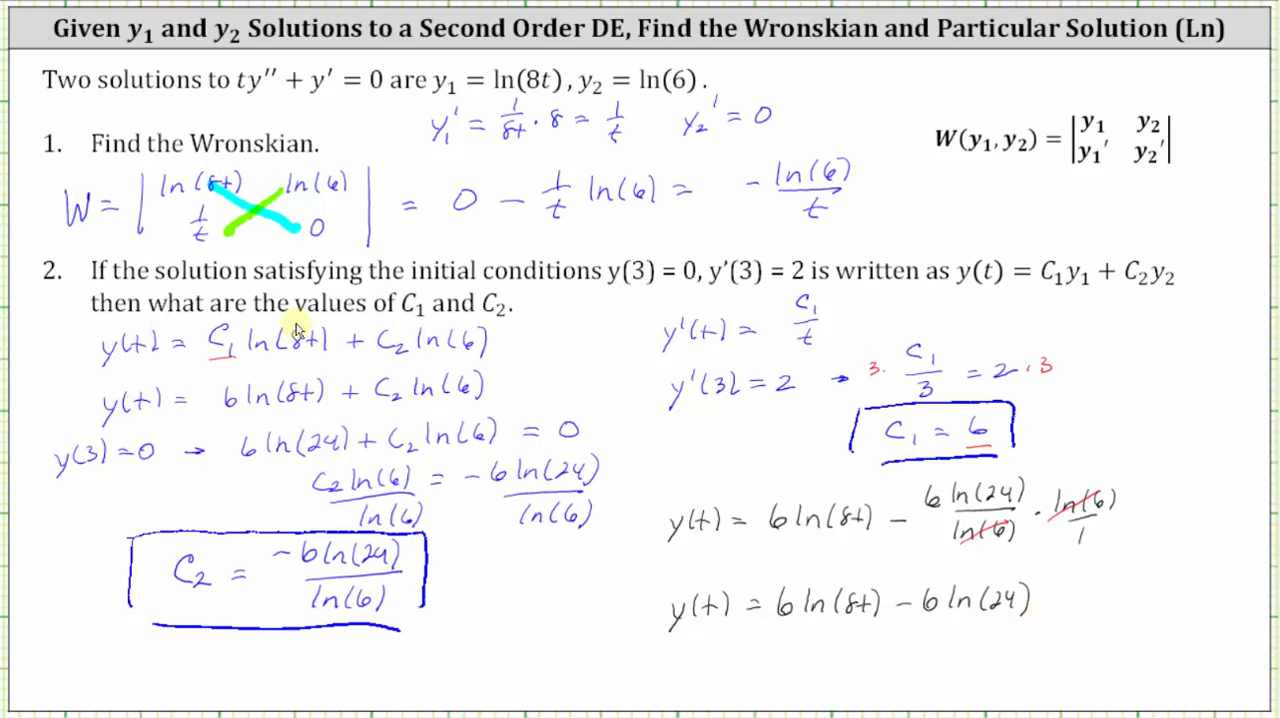 Given y₁ and y₂ Solutions to a Second Order DE, Find the Wronskian and Particular Solution (Ln)
Two solutions to ty′′ + y′ = 0 are y₁ = ln(8t), y₂ = ln(6).
y₁' = 1/8t · 8 = 1/t    y₂' = 0
1. Find the Wronskian.
W(y₁, y₂) = |y₁ y₂; y₁′ y₂′|
W = |ln(8t) ln(6); 1/t 0| = 0 − 1/t ln(6) = − ln(6)/t
2. If the solution satisfying the initial conditions y(3) = 0, y′(3) = 2 is written as y(t) = C₁y₁ + C₂y₂
then what are the values of C₁ and C₂.
y(t) = C₁ ln(8t) + C₂ ln(6)
y(t) = 6 ln(8t) + C₂ ln(6)
y(3) = 0 → 6 ln(24) + C₂ ln(6) = 0
C₂ ln(6)/ln(6) = −6 ln(24)/ln(6)
C₂ = −6 ln(24)/ln(6)
y'(t) = C₁/t
y'(3) = 2 → 3· C₁/3 = 2 ·3
C₁ = 6
y(t) = 6 ln(8t) − 6 ln(24)/ln(6) · ln(6)/1
y(t) = 6 ln(8t) − 6 ln(24)